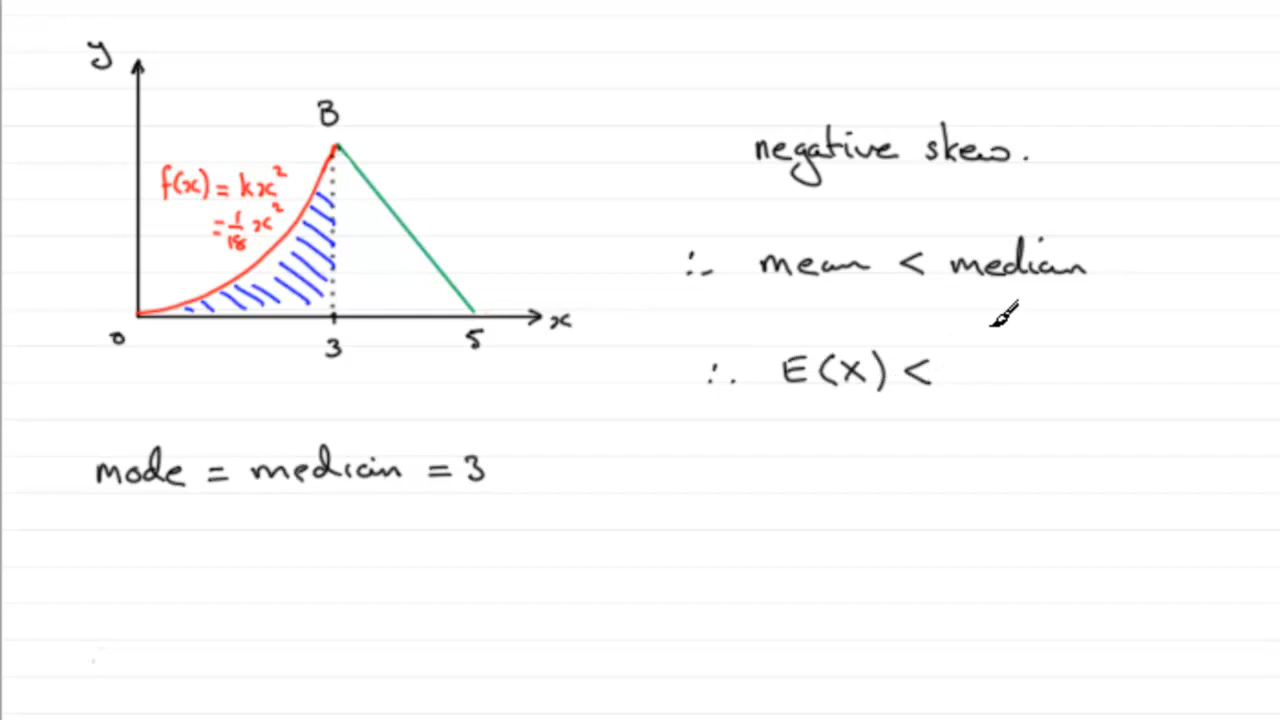 y
B
f(x) = kx²
= 1/18 x²
0
3
5
x
mode = median = 3
negative skew.
∴ mean < median
∴ E(X) <